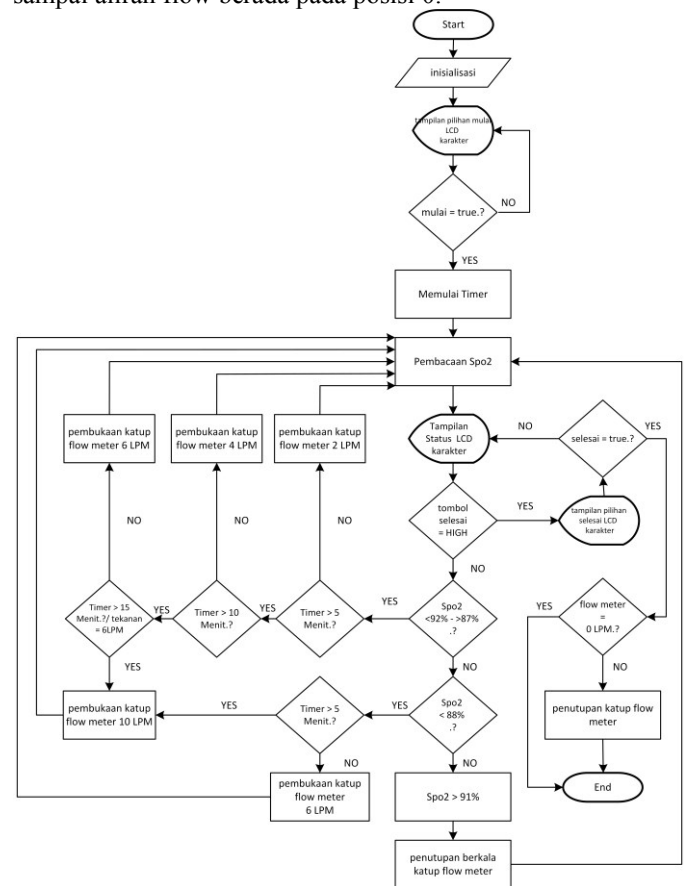 sampai aliran flow berada pada posisi 0.
Start
inisialisasi
tampilan pilihan mulai
LCD
karakter
NO
mulai = true.?
YES
Memulai Timer
Pembacaan Spo2
pembukaan katup
flow meter 6 LPM
pembukaan katup
flow meter 4 LPM
pembukaan katup
flow meter 2 LPM
Tampilan
Status LCD
karakter
NO
selesai = true.?
YES
NO
NO
NO
tombol
selesai
= HIGH
YES
tampilan pilihan
selesai LCD
karakter
NO
Timer > 15
Menit.?/ tekanan
= 6LPM
YES
Timer > 10
Menit.?
YES
Timer > 5
Menit.?
YES
Spo2
<92% - >87%
.?
YES
flow meter
=
0 LPM.?
YES
NO
NO
pembukaan katup
flow meter 10 LPM
YES
Timer > 5
Menit.?
YES
Spo2
< 88%
.?
penutupan katup flow
meter
NO
NO
pembukaan katup
flow meter
6 LPM
Spo2 > 91%
End
penutupan berkala
katup flow meter